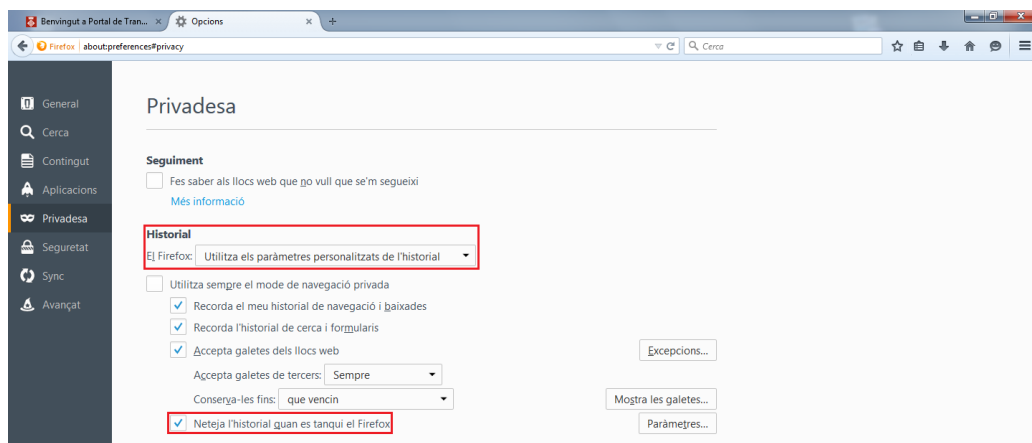 Benvingut a Portal de Tran...
Opcions
Firefox
about:preferences#privacy
Cerca
General
Cerca
Contingut
Aplicacions
Privadesa
Seguretat
Sync
Avançat
Privadesa
Seguiment
Fes saber als llocs web que no vull que se'm segueixi
Més informació
Historial
El Firefox: Utilitza els paràmetres personalitzats de l'historial
Utilitza sempre el mode de navegació privada
Recorda el meu historial de navegació i baixades
Recorda l'historial de cerca i formularis
Accepta galetes dels llocs web Excepcions...
Accepta galetes de tercers: Sempre
Conserva-les fins: que vencin Mostra les galetes...
Neteja l'historial quan es tanqui el Firefox Paràmetres...